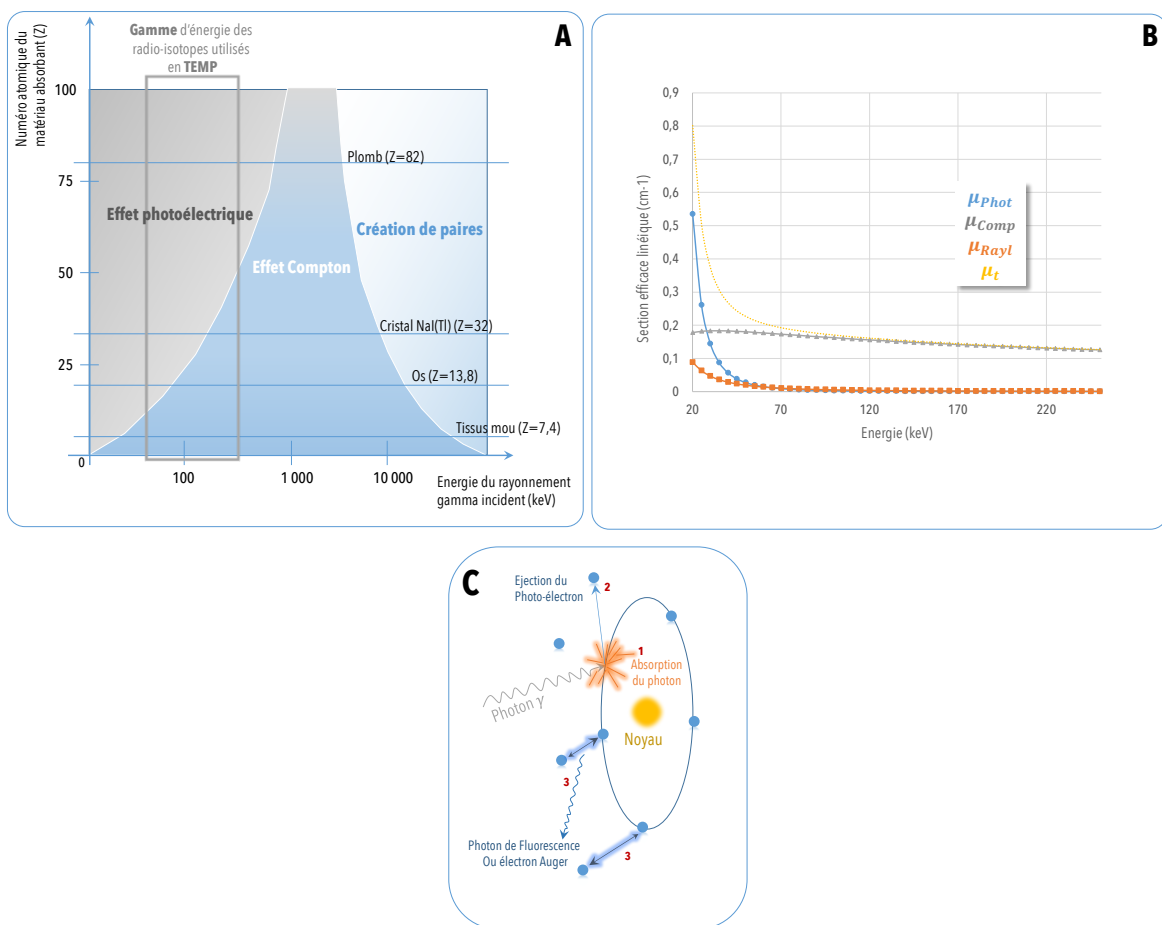 A
Numéro atomique du
matériau absorbant (Z)
Gamme d'énergie des
radio-isotopes utilisés
en TEMP
100
75
50
25
0
Plomb (Z=82)
Effet photoélectrique
Création de paires
Effet Compton
Cristal NaI(Tl) (Z=32)
Os (Z=13,8)
Tissus mou (Z=7,4)
100
1 000
10 000
Energie du rayonnement
gamma incident (keV)
B
Section efficace linéique (cm-1)
0,9
0,8
0,7
0,6
0,5
0,4
0,3
0,2
0,1
0
20
70
120
170
220
Energie (keV)
μPhot
μComp
μRayl
μt
C
Ejection du
Photo-électron
2
1
Absorption
du photon
Photon γ
Noyau
3
Photon de Fluorescence
Ou électron Auger
3